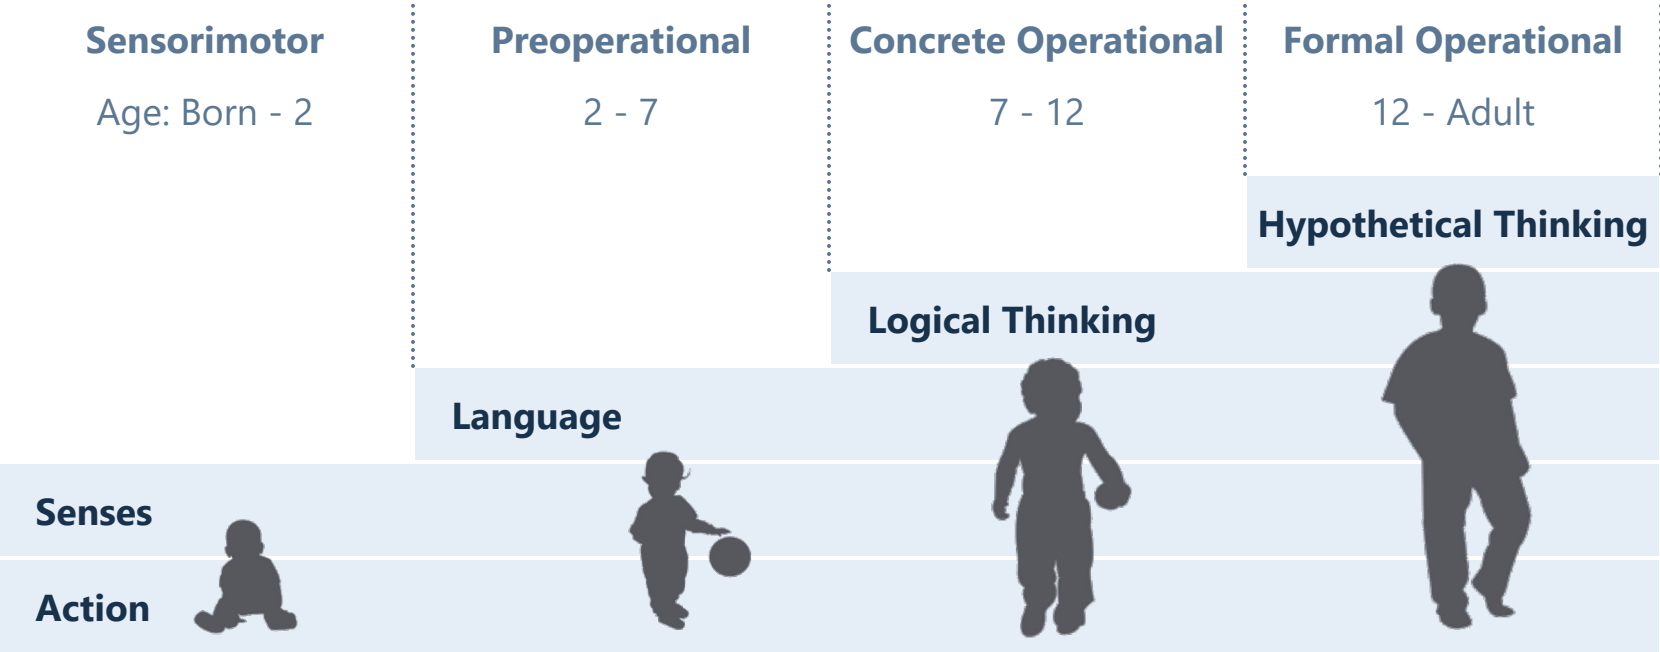 Sensorimotor
Age: Born - 2
Preoperational
2 - 7
Concrete Operational
7 - 12
Formal Operational
12 - Adult
Hypothetical Thinking
Logical Thinking
Language
Senses
Action